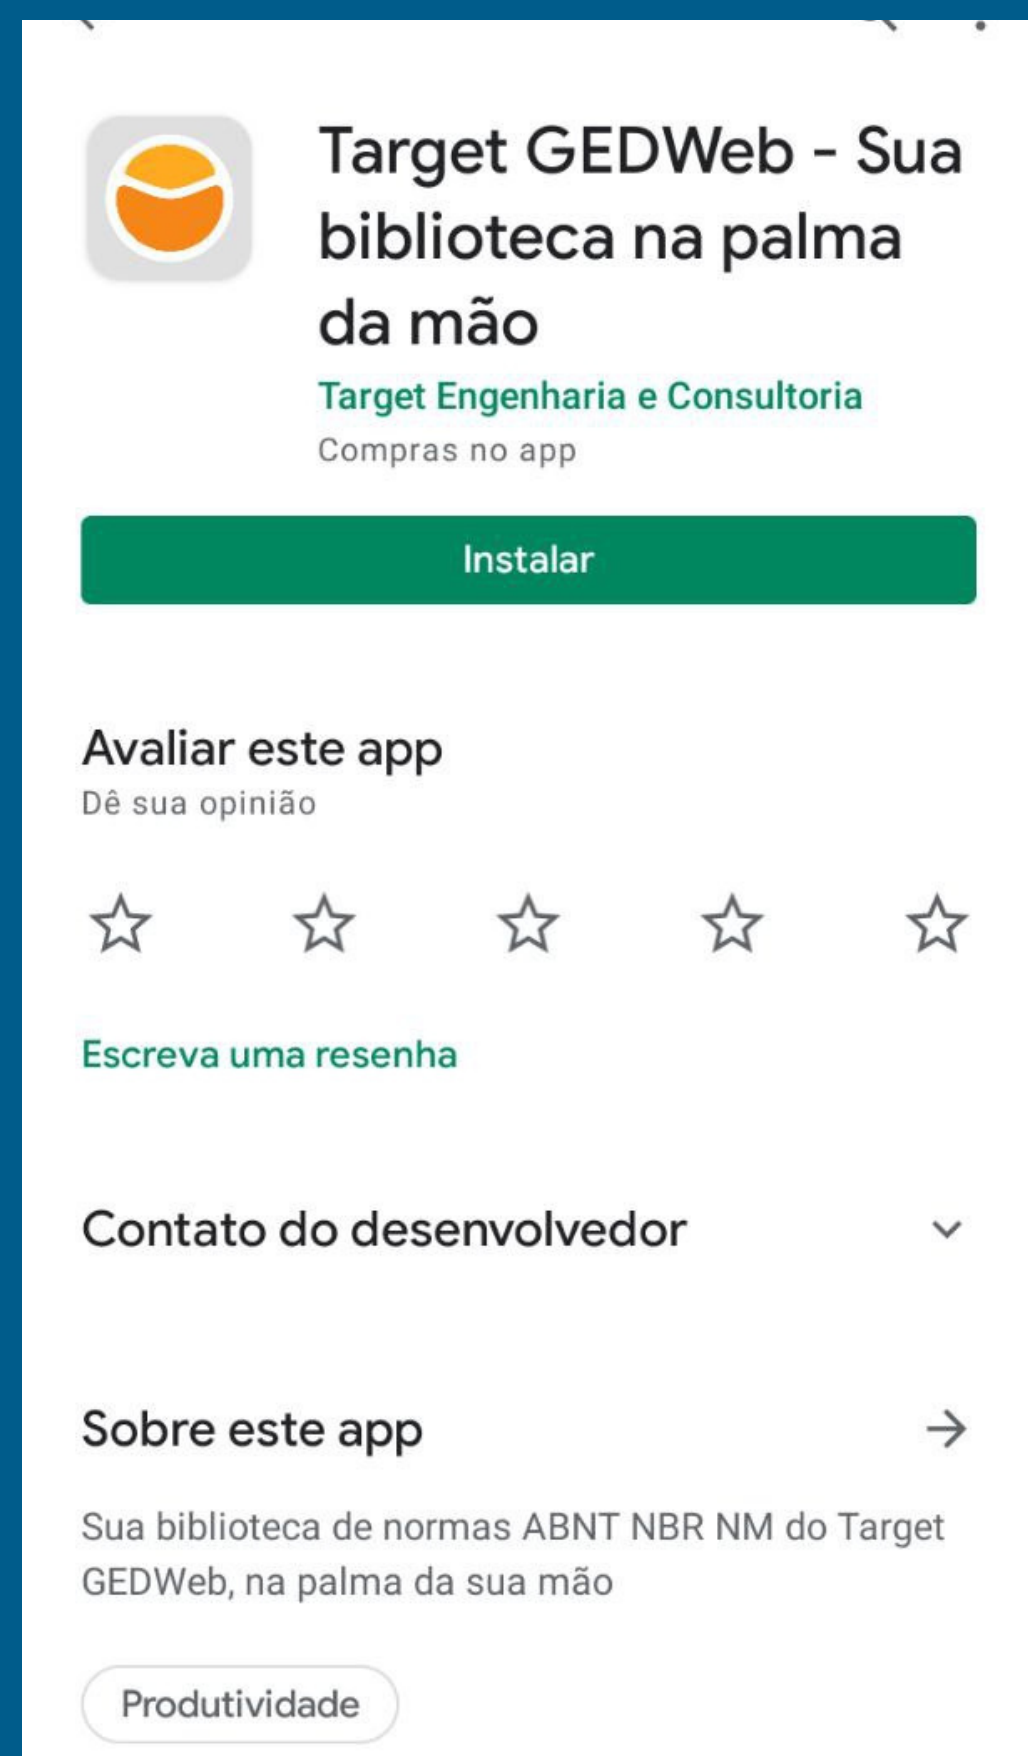 Target GEDWeb - Sua
biblioteca na palma
da mão
Target Engenharia e Consultoria
Compras no app
Instalar
Avaliar este app
Dê sua opinião
Escreva uma resenha
Contato do desenvolvedor
Sobre este app
Sua biblioteca de normas ABNT NBR NM do Target
GEDWeb, na palma da sua mão
Produtividade